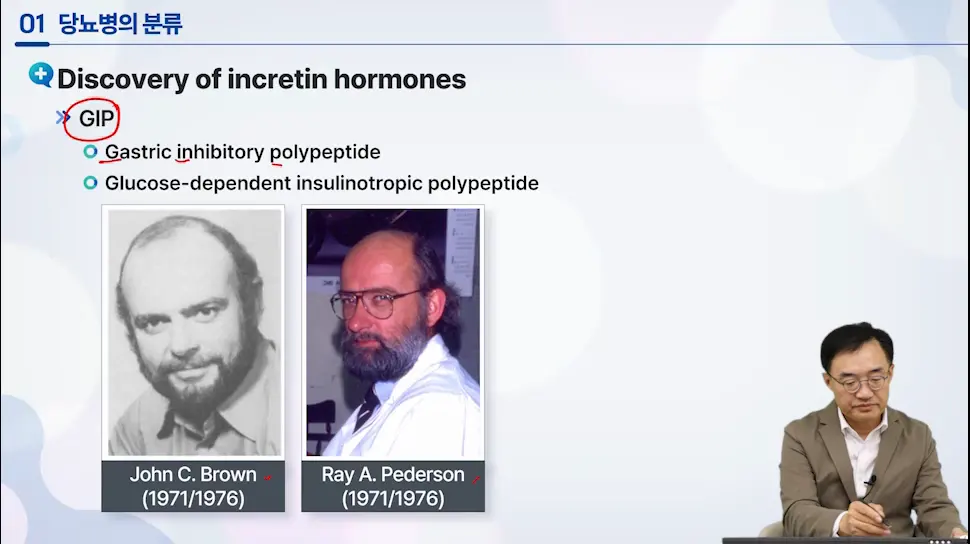 01 당뇨병의 분류
Discovery of incretin hormones
GIP
Gastric inhibitory polypeptide
Glucose-dependent insulinotropic polypeptide
John C. Brown
(1971/1976)
Ray A. Pederson
(1971/1976)